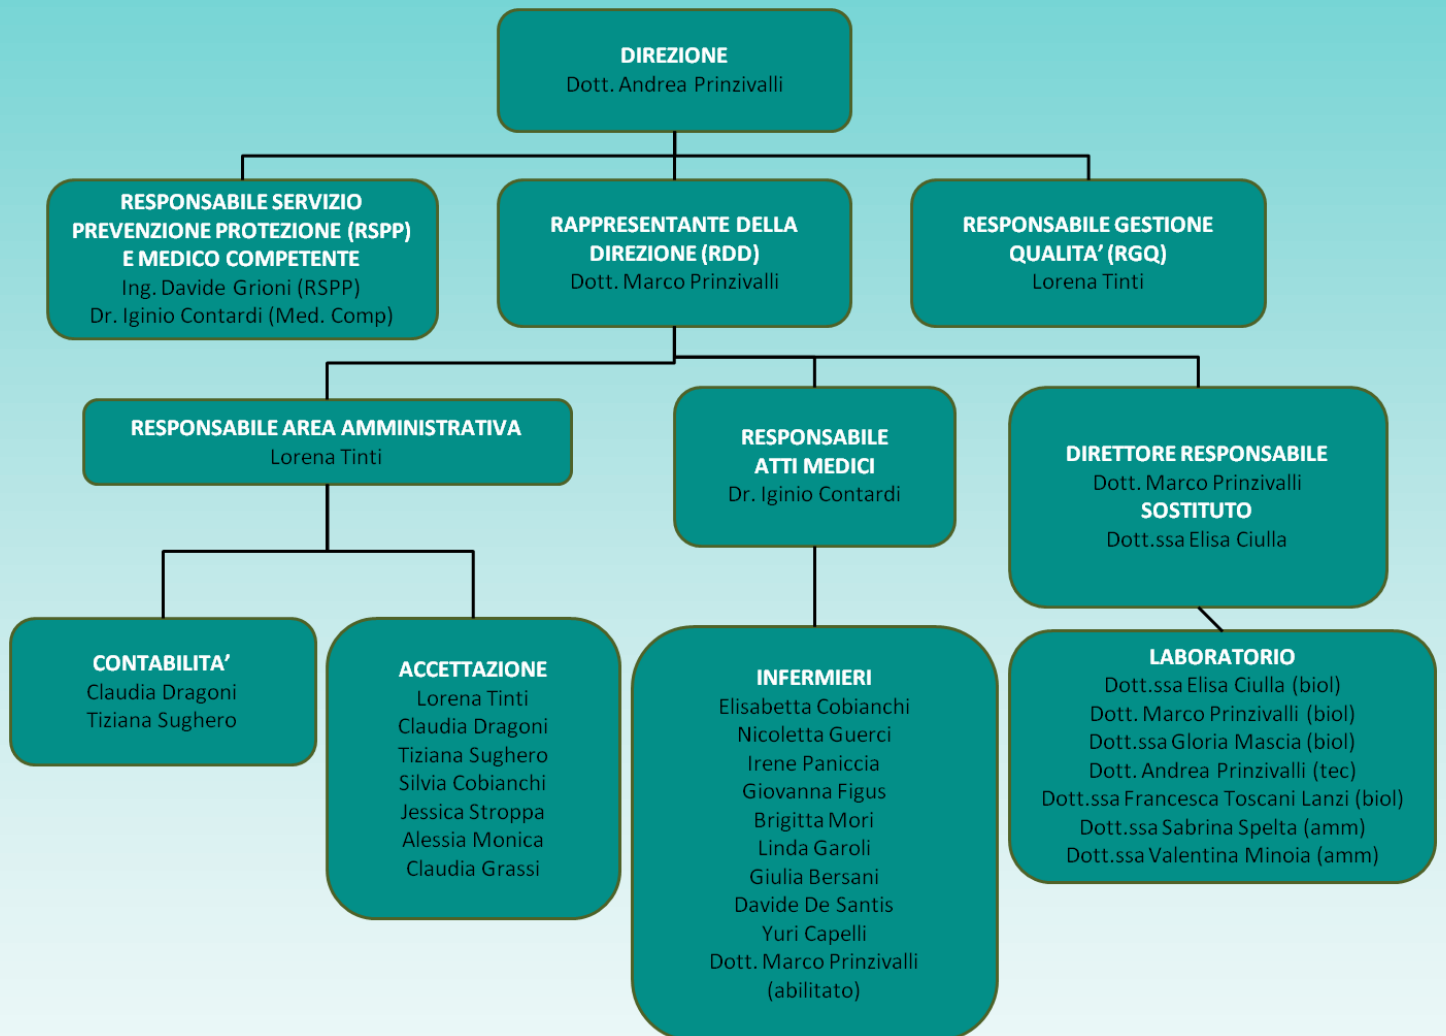 DIREZIONE
Dott. Andrea Prinzivalli
RESPONSABILE SERVIZIO
PREVENZIONE PROTEZIONE (RSPP)
E MEDICO COMPETENTE
Ing. Davide Grioni (RSPP)
Dr. Iginio Contardi (Med. Comp)
RAPPRESENTANTE DELLA
DIREZIONE (RDD)
Dott. Marco Prinzivalli
RESPONSABILE GESTIONE
QUALITA’ (RGQ)
Lorena Tinti
RESPONSABILE AREA AMMINISTRATIVA
Lorena Tinti
RESPONSABILE
ATTI MEDICI
Dr. Iginio Contardi
DIRETTORE RESPONSABILE
Dott. Marco Prinzivalli
SOSTITUTO
Dott.ssa Elisa Ciulla
CONTABILITA’
Claudia Dragoni
Tiziana Sughero
ACCETTAZIONE
Lorena Tinti
Claudia Dragoni
Tiziana Sughero
Silvia Cobianchi
Jessica Stroppa
Alessia Monica
Claudia Grassi
INFERMIERI
Elisabetta Cobianchi
Nicoletta Guerci
Irene Paniccia
Giovanna Figus
Brigitta Mori
Linda Garoli
Giulia Bersani
Davide De Santis
Yuri Capelli
Dott. Marco Prinzivalli
(abilitato)
LABORATORIO
Dott.ssa Elisa Ciulla (biol)
Dott. Marco Prinzivalli (biol)
Dott.ssa Gloria Mascia (biol)
Dott. Andrea Prinzivalli (tec)
Dott.ssa Francesca Toscani Lanzi (biol)
Dott.ssa Sabrina Spelta (amm)
Dott.ssa Valentina Minoia (amm)